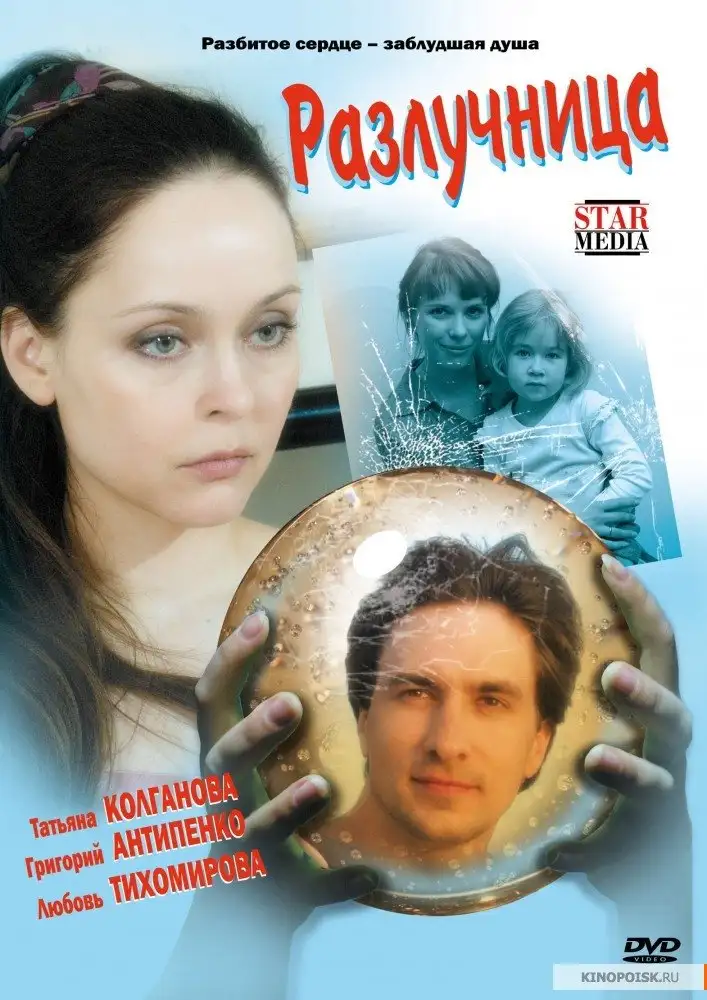 Разбитое сердце – заблудшая душа
Разлучница
STAR
MEDIA
Татьяна КОЛГАНОВА
Григорий АНТИПЕНКО
Любовь ТИХОМИРОВА
DVD
VIDEO
KINOPOISK.RU